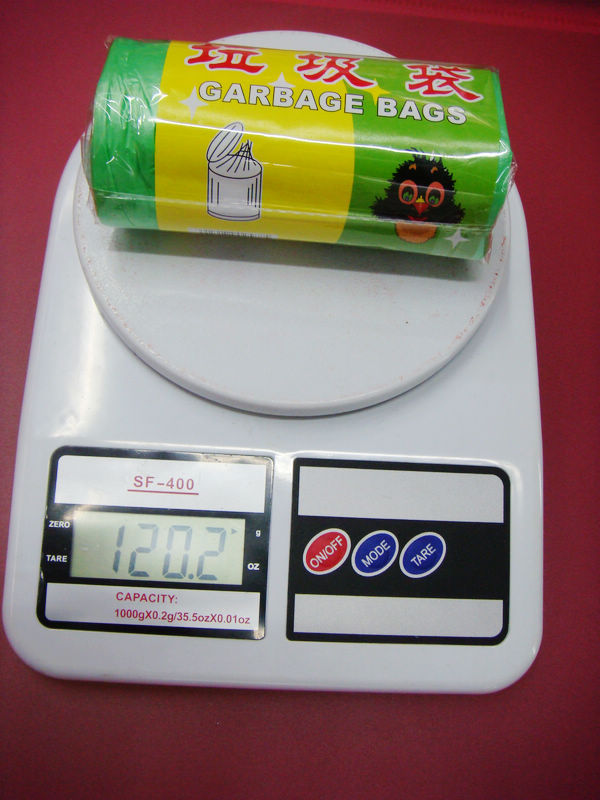 垃圾袋
GARBAGE BAGS
SF-400
ZERO
g
120.2
TARE
oz
CAPACITY:
1000gX0.2g/35.5ozX0.01oz
ON/OFF
MODE
TARE